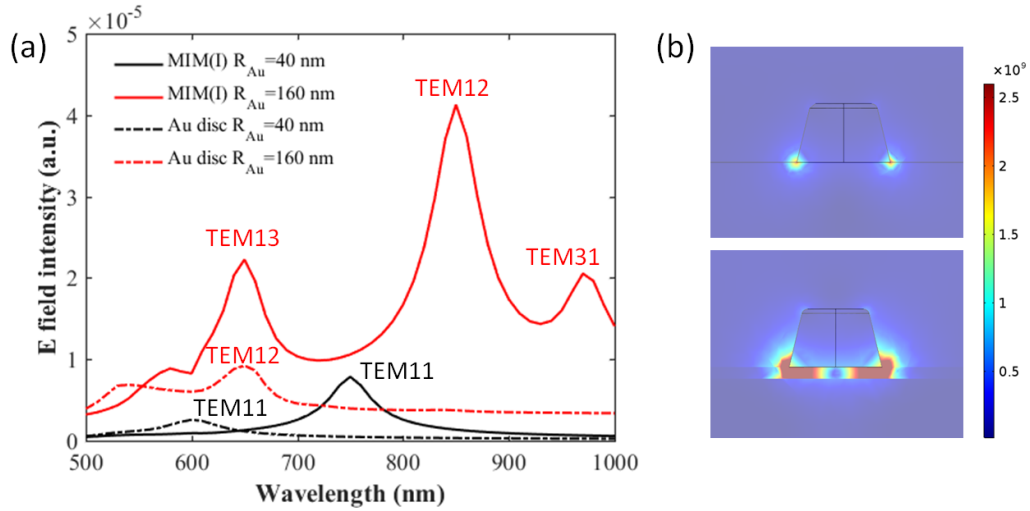 (a)
×10⁻⁵
5
4
3
2
1
0
E field intensity (a.u.)
MIM(I) R_Au=40 nm
MIM(I) R_Au=160 nm
Au disc R_Au=40 nm
Au disc R_Au=160 nm
TEM12
TEM13
TEM31
TEM12
TEM11
TEM11
500 600 700 800 900 1000
Wavelength (nm)
(b)
×10⁹
2.5
2
1.5
1
0.5